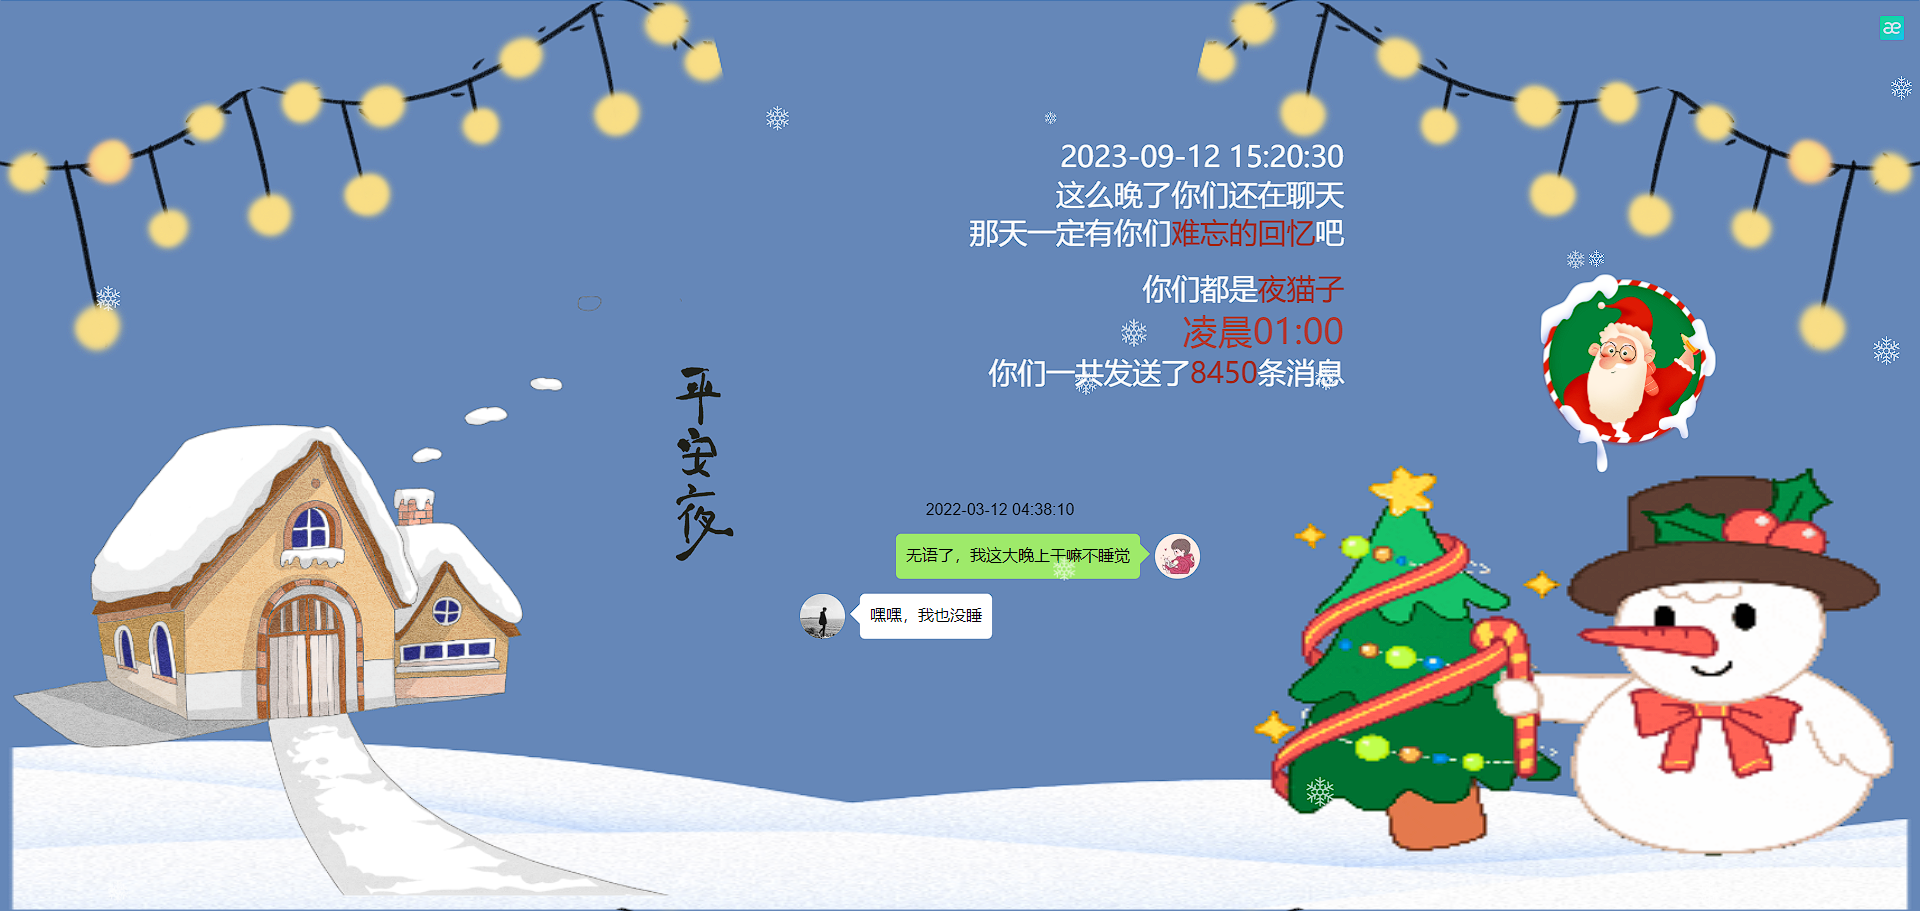 æ
2023-09-12 15:20:30
这么晚了你们还在聊天
那天一定有你们难忘的回忆吧
你们都是夜猫子
凌晨01:00
你们一共发送了8450条消息
平安夜
2022-03-12 04:38:10
无语了，我这大晚上干嘛不睡觉
嘿嘿，我也没睡